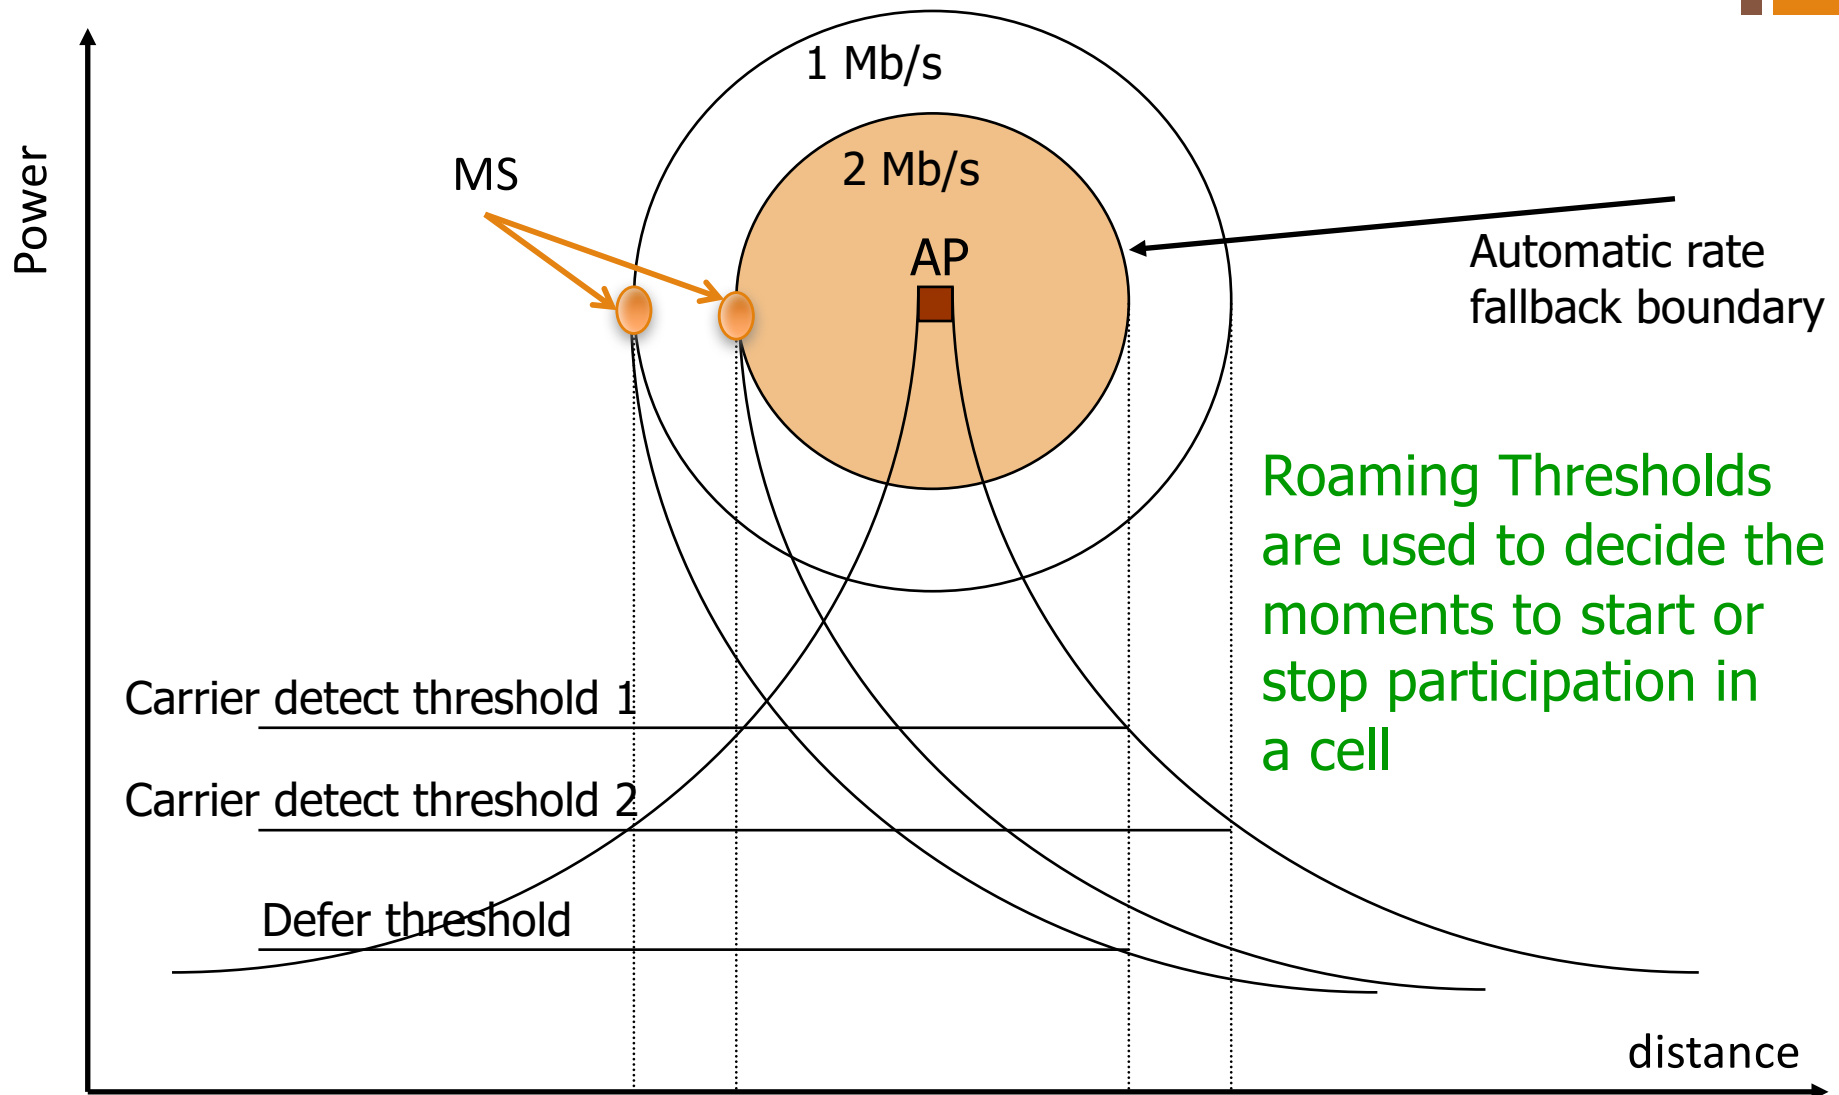 1 Mb/s
2 Mb/s
MS
Power
AP
Automatic rate
fallback boundary
Roaming Thresholds
are used to decide the
moments to start or
stop participation in
a cell
Carrier detect threshold 1
Carrier detect threshold 2
Defer threshold
distance